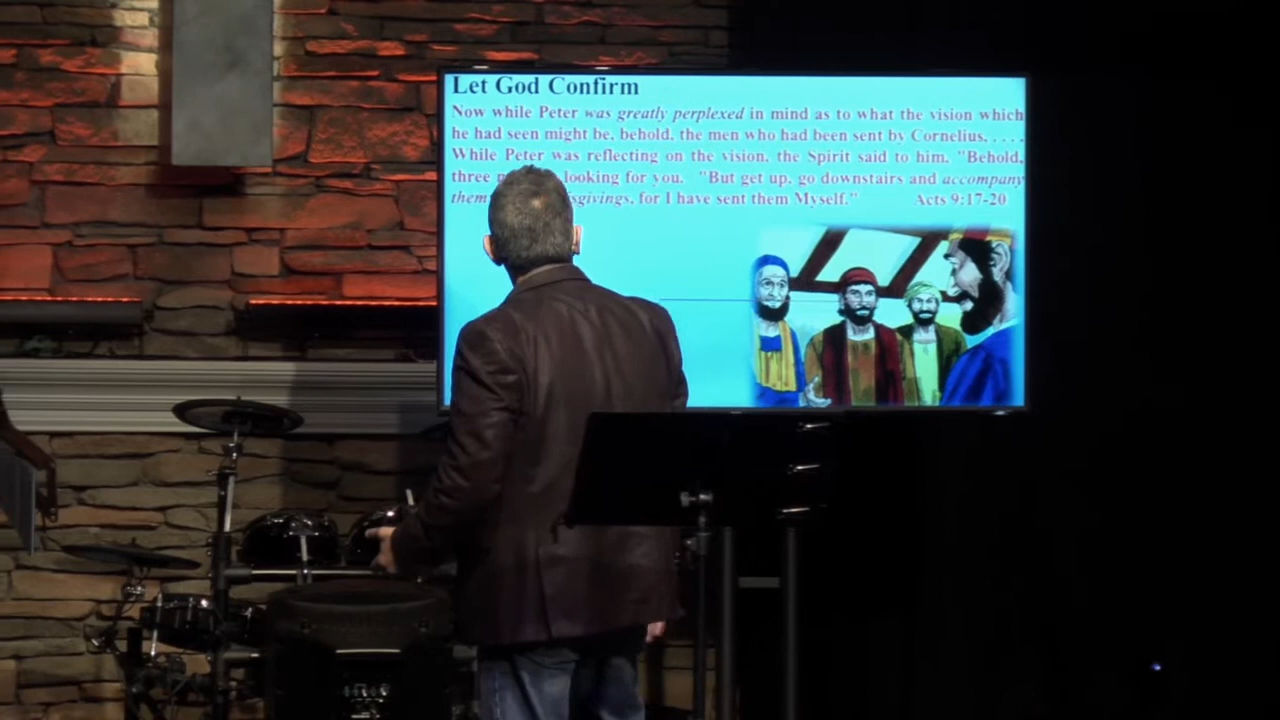 Let God Confirm
Now while Peter was greatly perplexed in mind as to what the vision which
he had seen might be, behold, the men who had been sent by Cornelius, . . . .
While Peter was reflecting on the vision, the Spirit said to him, "Behold,
three looking for you. "But get up, go downstairs and accompany
them for I have sent them Myself." Acts 9:17-20